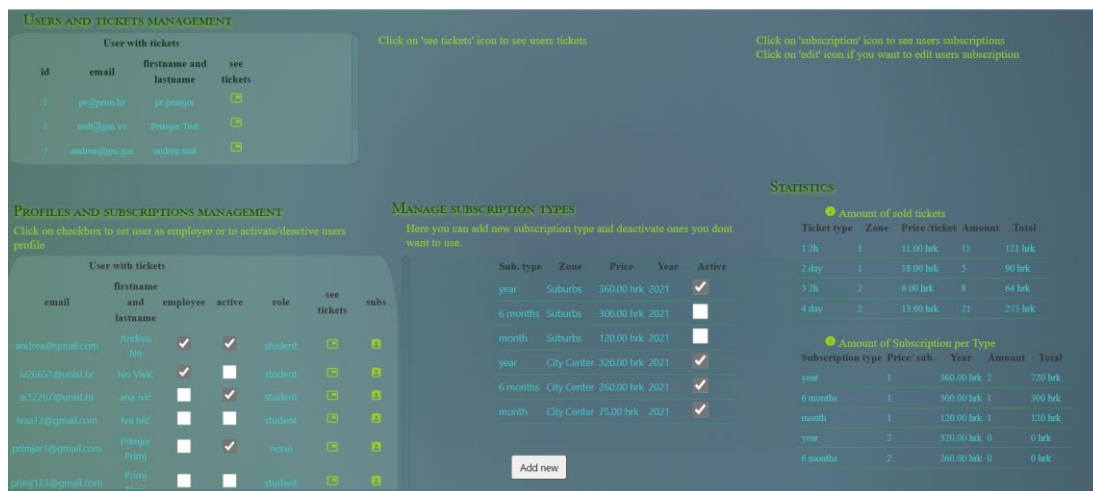 USERS AND TICKETS MANAGEMENT
User with tickets
id email firstname and lastname see tickets
1 pr@prim.hr pr primjer
3 testt@gm.vv Primjer Test
7 andrea@gm.gm andrea and
Click on 'see tickets' icon to see users tickets
Click on 'subscription' icon to see users subscriptions
Click on 'edit' icon if you want to edit users subscription
PROFILES AND SUBSCRIPTIONS MANAGEMENT
Click on checkbox to set user as employee or to activate/deactive users
profile
User with tickets
email firstname and lastname employee active role see tickets subs
andrea@gmail.com Andrea Nn student
iv26651@unist.hr Ivo Vivić student
ai12267@unist.hr ana ivić student
ivaa12@gmail.com Iva Ivić student
primjer1@gmail.com Primjer Primj none
primj123@gmail.com Primj student
MANAGE SUBSCRIPTION TYPES
Here you can add new subscription type and deactivate ones you dont
want to use.
Sub. type Zone Price Year Active
year Suburbs 360.00 hrk 2021
6 months Suburbs 300.00 hrk 2021
month Suburbs 120.00 hrk 2021
year City Center 320.00 hrk 2021
6 months City Center 260.00 hrk 2021
month City Center 75.00 hrk 2021
Add new
STATISTICS
Amount of sold tickets
Ticket type Zone Price /ticket Amount Total
1 2h 1 11.00 hrk 11 121 hrk
2 day 1 18.00 hrk 5 90 hrk
3 2h 2 8.00 hrk 8 64 hrk
4 day 2 13.00 hrk 21 273 hrk
Amount of Subscription per Type
Subscription type Price/ sub. Year Amount Total
year 1 360.00 hrk 2 720 hrk
6 months 1 300.00 hrk 1 300 hrk
month 1 120.00 hrk 1 120 hrk
year 2 320.00 hrk 0 0 hrk
6 months 2 260.00 hrk 0 0 hrk